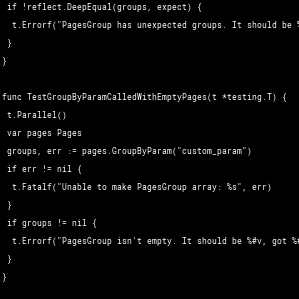 if !reflect.DeepEqual(groups, expect) {
t.Errorf("PagesGroup has unexpected groups. It should be %
}
}
func TestGroupByParamCalledWithEmptyPages(t *testing.T) {
t.Parallel()
var pages Pages
groups, err := pages.GroupByParam("custom_param")
if err != nil {
t.Fatalf("Unable to make PagesGroup array: %s", err)
}
if groups != nil {
t.Errorf("PagesGroup isn't empty. It should be %#v, got %#
}
}